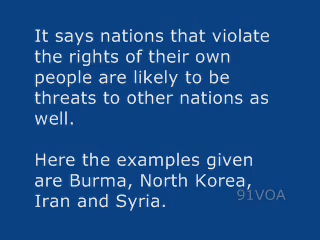 It says nations that violate
the rights of their own
people are likely to be
threats to other nations as
well.
Here the examples given
are Burma, North Korea,
Iran and Syria.
91VOA